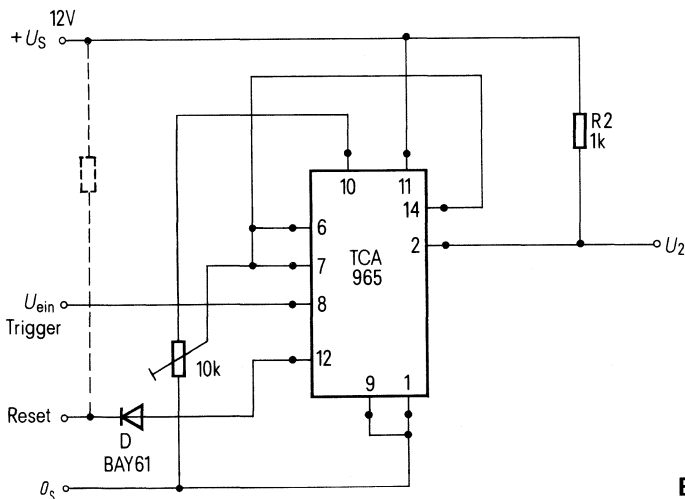 12V
+U_S
R2
1k
10
11
14
6
7
TCA
965
2
U_2
U_ein
Trigger
8
12
10k
9
1
Reset
D
BAY61
0_S